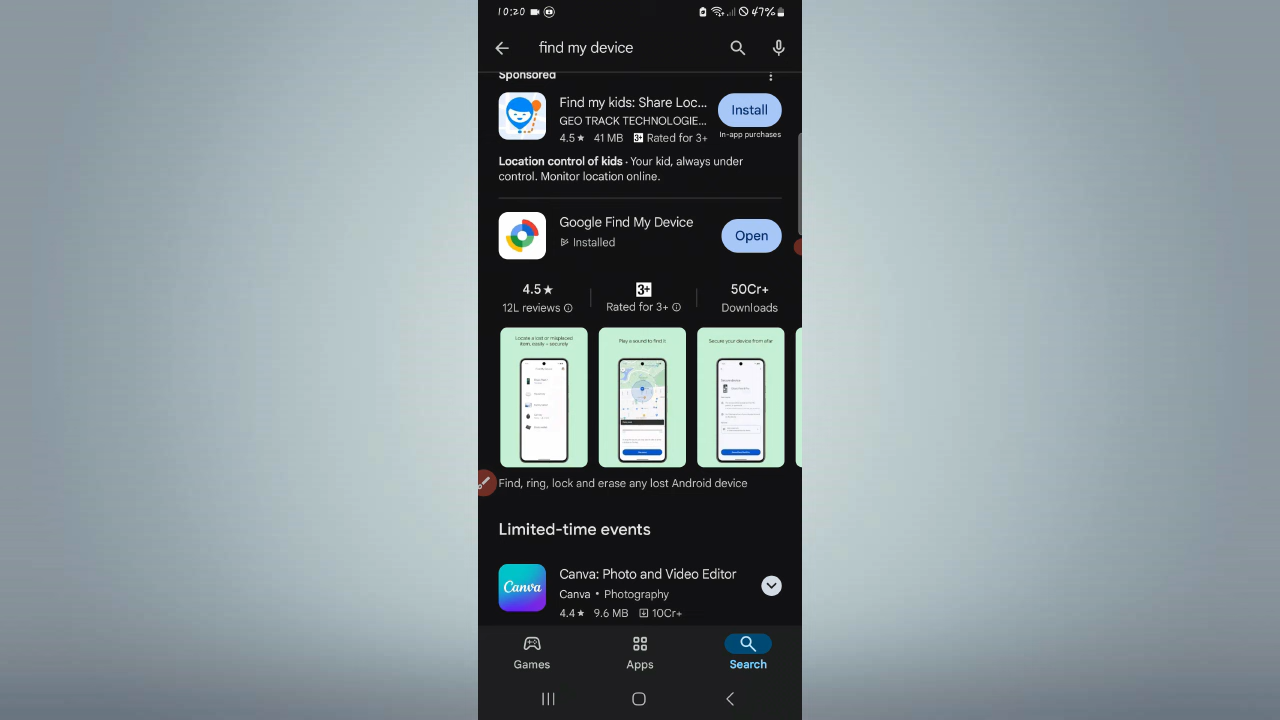 10:20
47%
find my device
Sponsored
Find my kids: Share Loc...
Install
GEO TRACK TECHNOLOGIE...
4.5★ 41 MB 3+ Rated for 3+
In-app purchases
Location control of kids · Your kid, always under
control. Monitor location online.
Google Find My Device
Installed
Open
4.5★
3+
50Cr+
12L reviews
Rated for 3+
Downloads
Locate a lost or misplaced
item, easily + securely
Play a sound to find it
Secure your device from afar
Find, ring, lock and erase any lost Android device
Limited-time events
Canva
Canva: Photo and Video Editor
Canva • Photography
4.4★ 9.6 MB 10Cr+
Games
Apps
Search